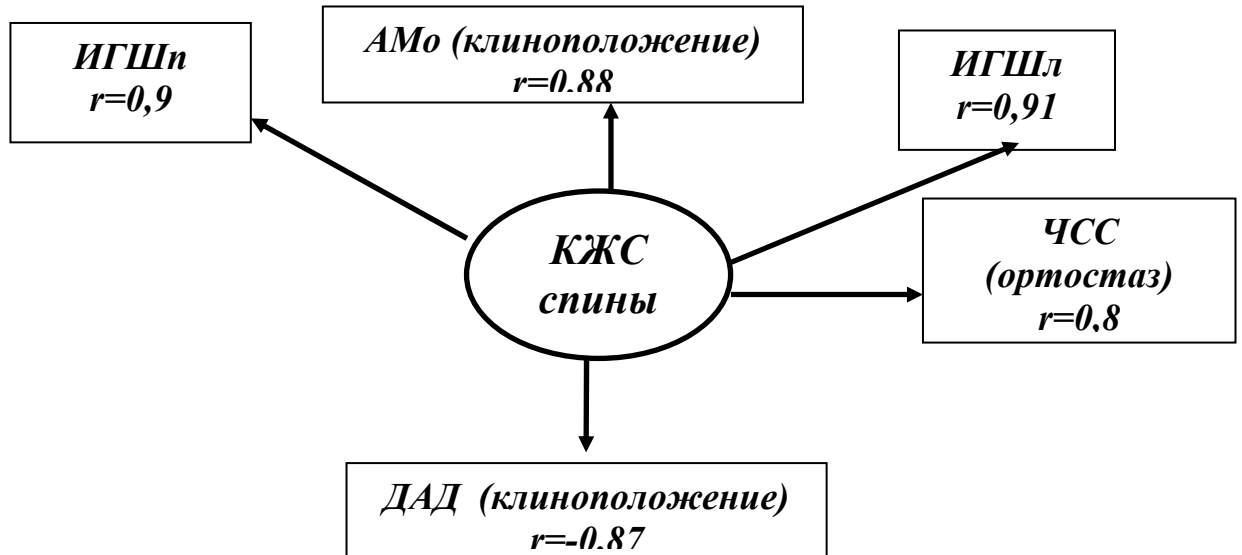 ИГШп
r=0,9
АМо (клиноположение)
r=0,88
ИГШл
r=0,91
КЖС
спины
ЧСС
(ортостаз)
r=0,8
ДАД (клиноположение)
r=-0,87